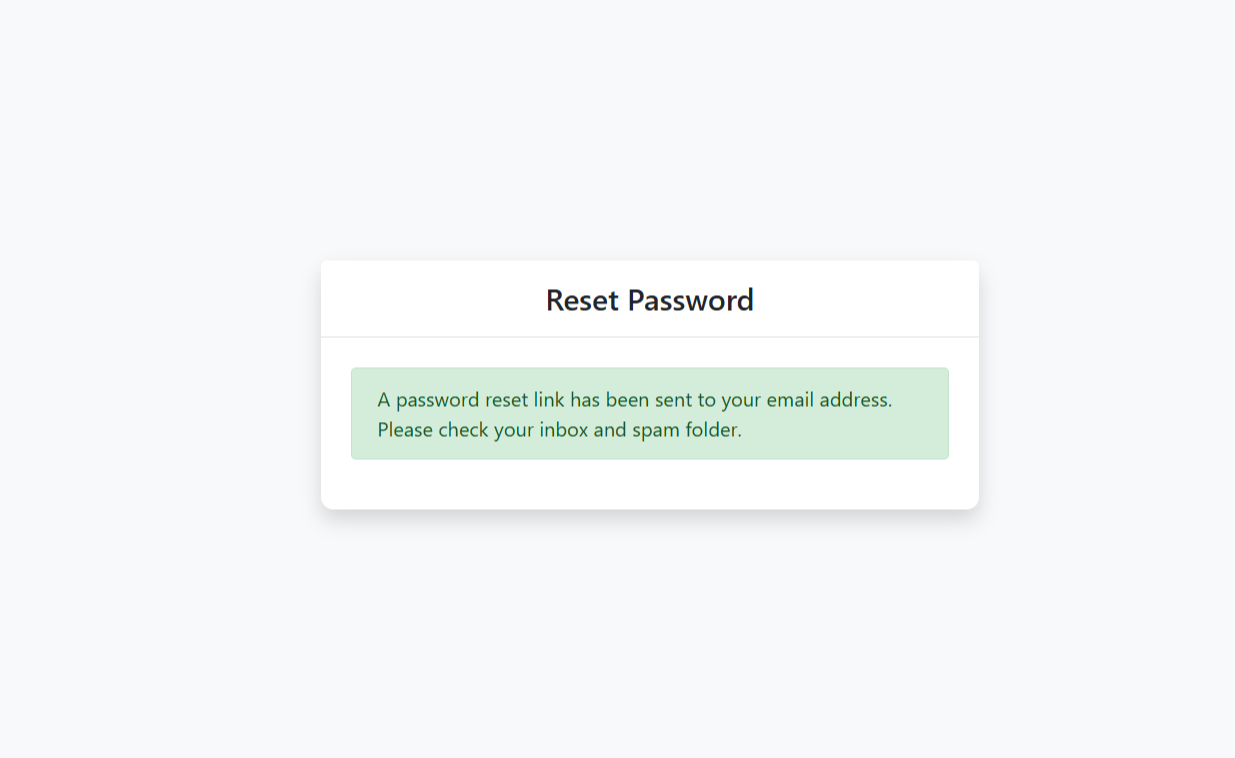 Reset Password
A password reset link has been sent to your email address.
Please check your inbox and spam folder.